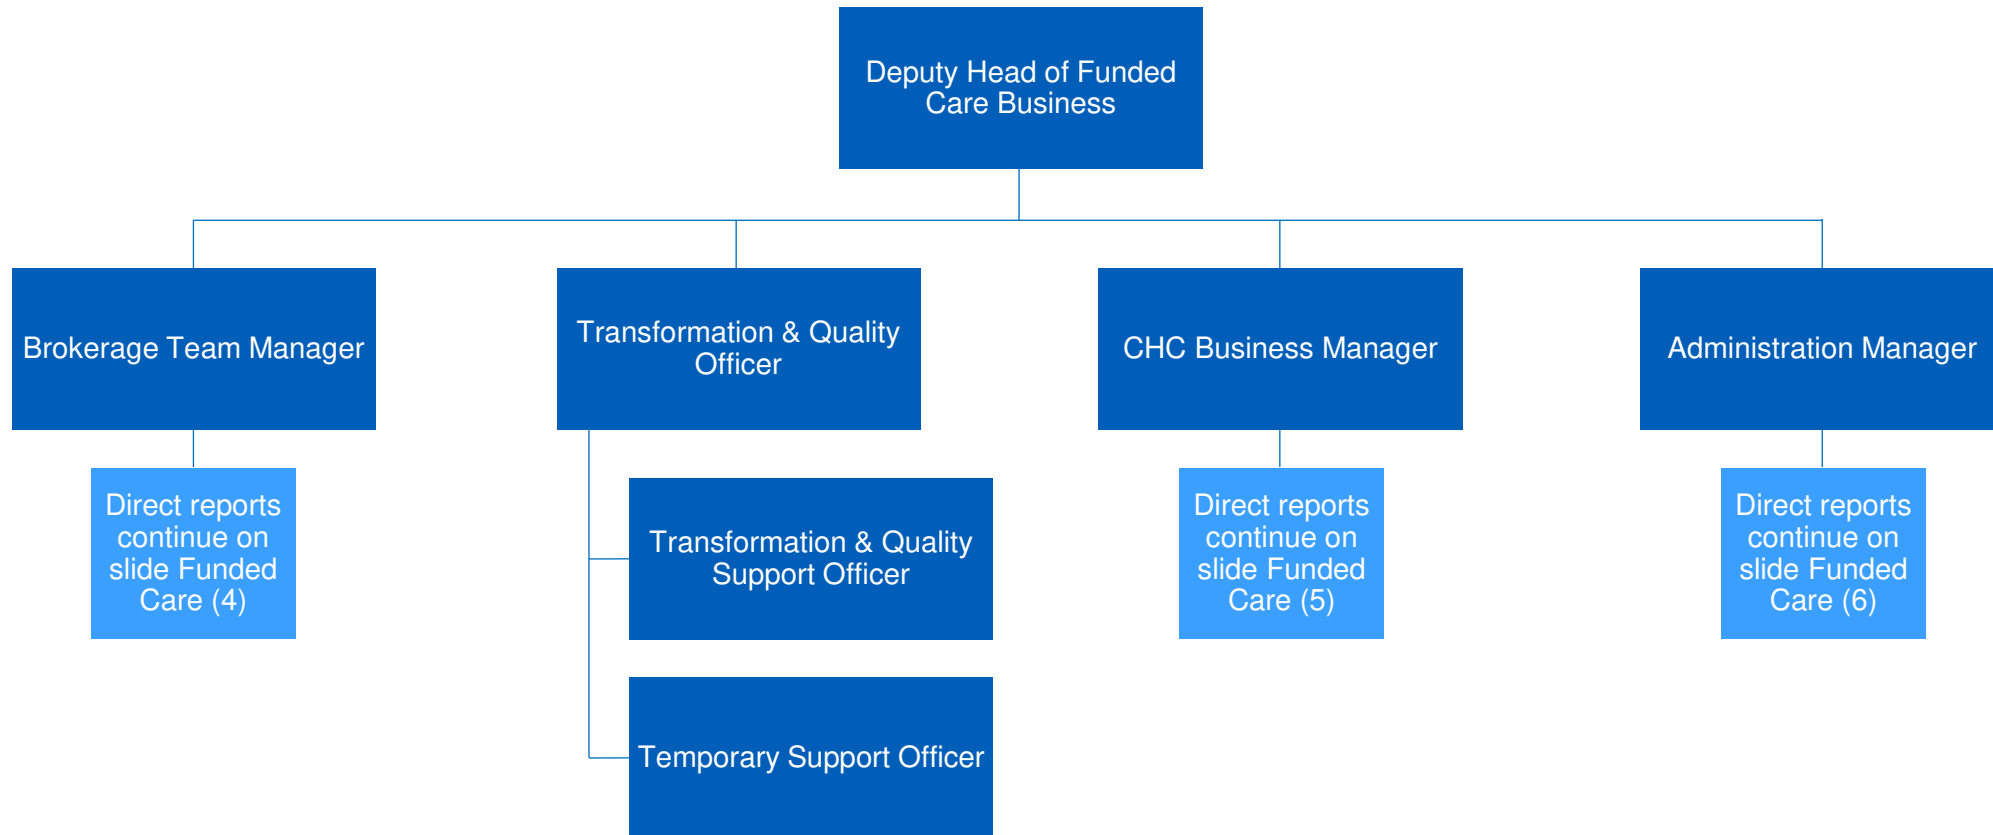 Deputy Head of Funded
Care Business
Brokerage Team Manager
Transformation & Quality
Officer
CHC Business Manager
Administration Manager
Direct reports
continue on
slide Funded
Care (4)
Transformation & Quality
Support Officer
Temporary Support Officer
Direct reports
continue on
slide Funded
Care (5)
Direct reports
continue on
slide Funded
Care (6)